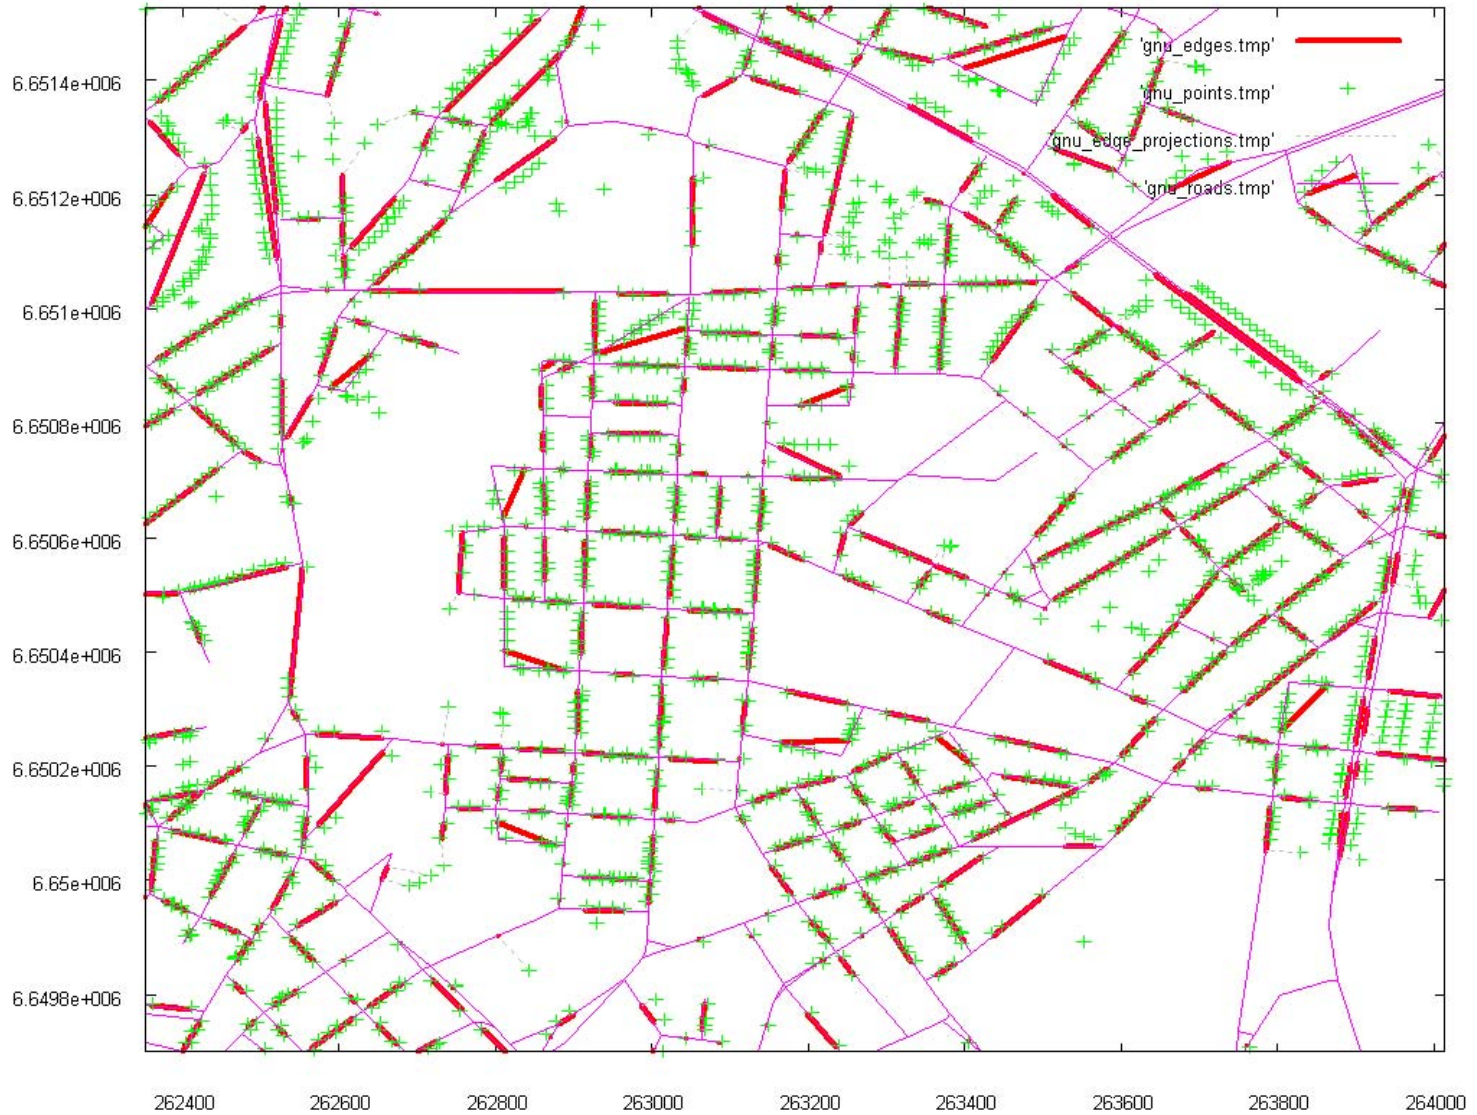 'gnu_edges.tmp'
6.6514e+006
'gnu_points.tmp'
'gnu_edge_projections.tmp'
6.6512e+006
'gnu_roads.tmp'
6.651e+006
6.6508e+006
6.6506e+006
6.6504e+006
6.6502e+006
6.65e+006
6.6498e+006
262400 262600 262800 263000 263200 263400 263600 263800 264000